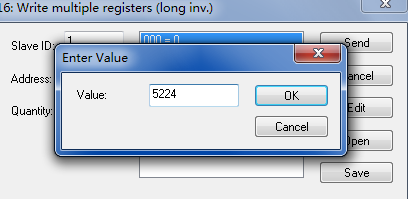 16: Write multiple registers (long inv.)
Slave ID: 1
000 = 0
Send
Enter Value
Address:
Value: 5224
OK
Cancel
Quantity:
Edit
Cancel
Open
Save